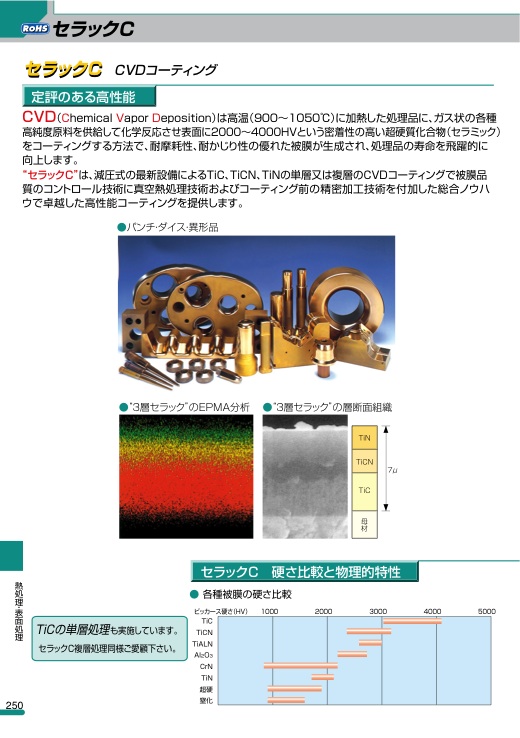 RoHS セラックC
セラックC CVDコーティング
定評のある高性能
CVD(Chemical Vapor Deposition)は高温(900～1050℃)に加熱した処理品に、ガス状の各種
高純度原料を供給して化学反応させ表面に2000～4000HVという密着性の高い超硬質化合物(セラミック)
をコーティングする方法で、耐摩耗性、耐かじり性の優れた被膜が生成され、処理品の寿命を飛躍的に
向上します。
"セラックC"は、減圧式の最新設備によるTiC、TiCN、TiNの単層又は複層のCVDコーティングで被膜品
質のコントロール技術に真空熱処理技術およびコーティング前の精密加工技術を付加した総合ノウハ
ウで卓越した高性能コーティングを提供します。
●パンチ・ダイス・異形品
●"3層セラック"のEPMA分析 ●"3層セラック"の層断面組織
TiN
TiCN
TiC
7μ
母
材
熱処理・表面処理
セラックC 硬さ比較と物理的特性
● 各種被膜の硬さ比較
ビッカース硬さ(HV) 1000 2000 3000 4000 5000
TiC
TiCN
TiALN
Al₂O₃
CrN
TiN
超硬
窒化
TiCの単層処理も実施しています。
セラックC複層処理同様ご愛顧下さい。
250